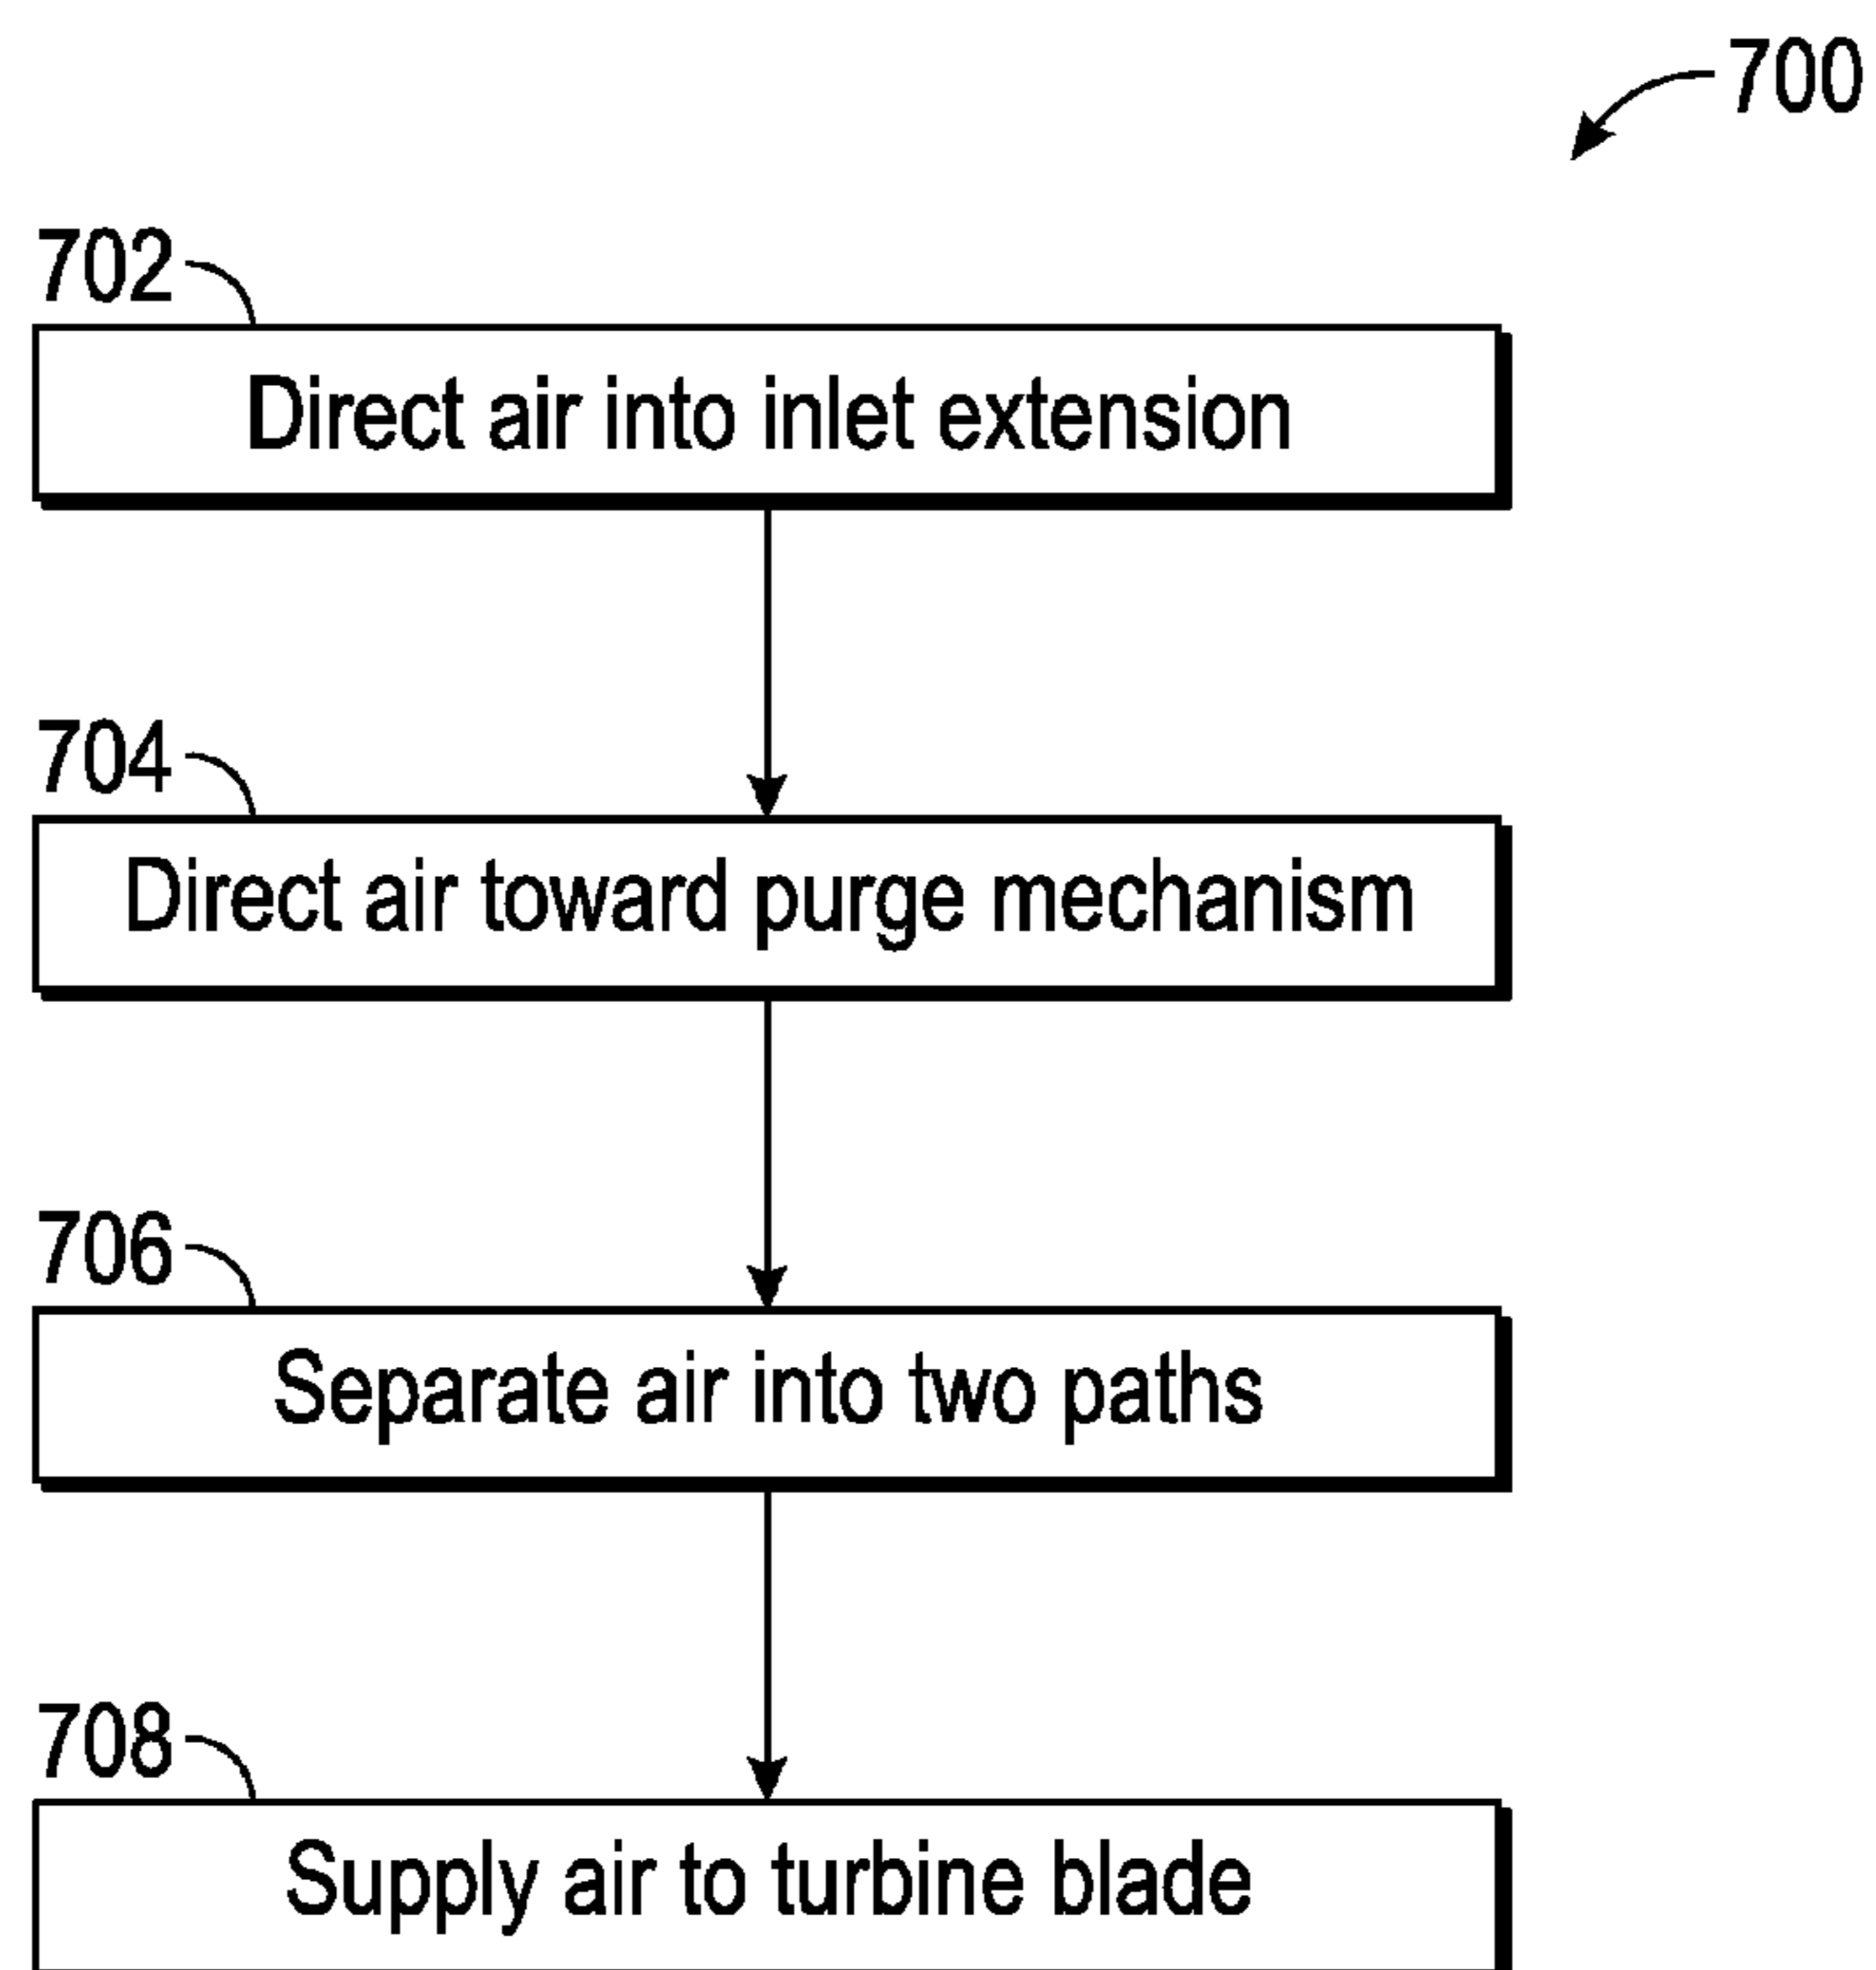 700
702
Direct air into inlet extension
704
Direct air toward purge mechanism
706
Separate air into two paths
708
Supply air to turbine blade